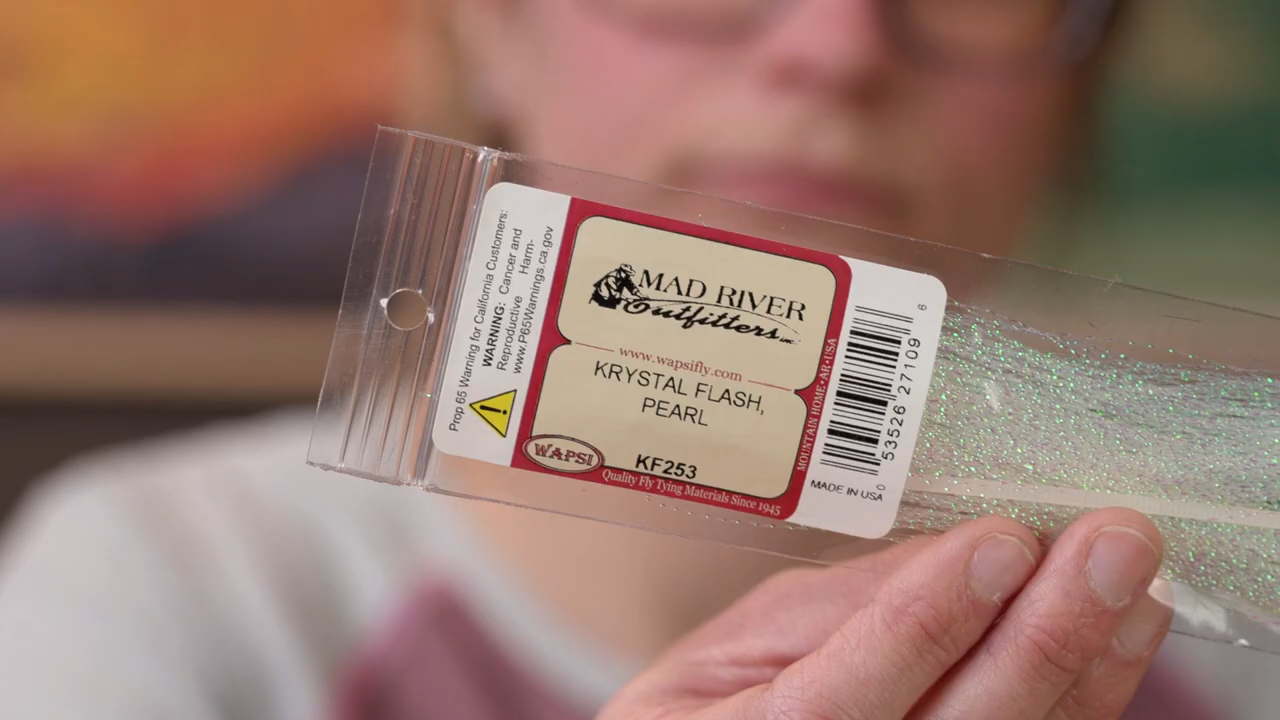 Prop 65 Warning for California Customers:
WARNING: Cancer and
Reproductive Harm-
www.P65Warnings.ca.gov
MAD RIVER
Outfitters inc.
www.wapsifly.com
KRYSTAL FLASH,
PEARL
WAPSI
KF253
Quality Fly Tying Materials Since 1945
MOUNTAIN HOME • AR • USA
0 53526 27109 6
MADE IN USA